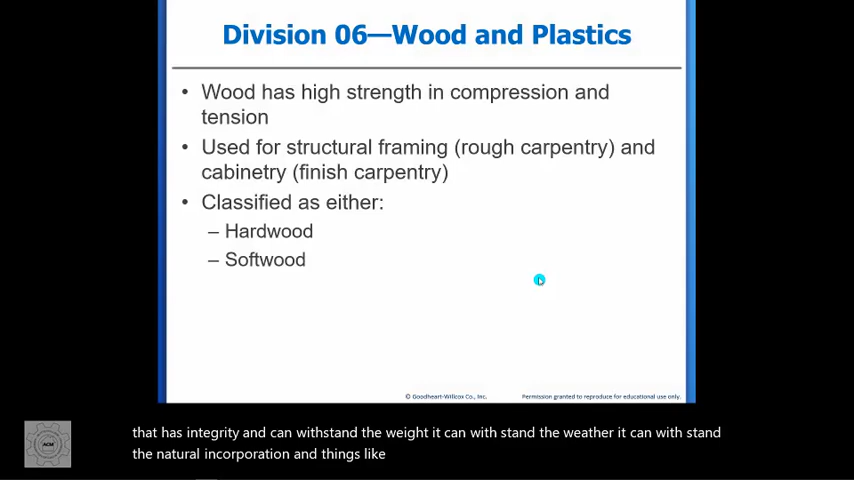 Division 06—Wood and Plastics
• Wood has high strength in compression and
tension
• Used for structural framing (rough carpentry) and
cabinetry (finish carpentry)
• Classified as either:
– Hardwood
– Softwood
© Goodheart-Willcox Co., Inc. Permission granted to reproduce for educational use only.
ACM
that has integrity and can withstand the weight it can with stand the weather it can with stand
the natural incorporation and things like